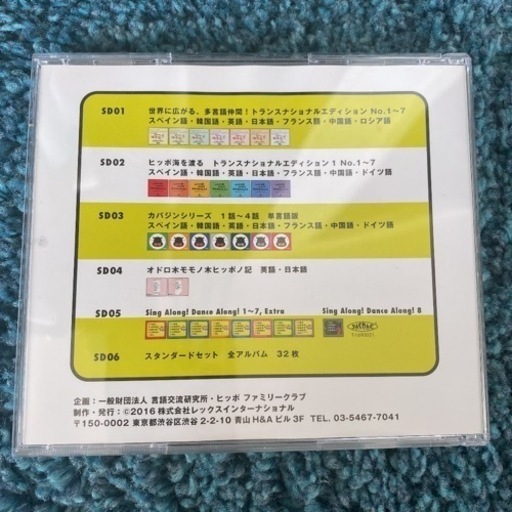 SD01 世界に広がる、多言語仲間！トランスナショナルエディション No.1〜7
スペイン語・韓国語・英語・日本語・フランス語・中国語・ロシア語
SD02 ヒッポ海を渡る トランスナショナルエディション1 No.1〜7
スペイン語・韓国語・英語・日本語・フランス語・中国語・ドイツ語
SD03 カバジンシリーズ 1話〜4話 単言語版
スペイン語・韓国語・英語・日本語・フランス語・中国語・ドイツ語
SD04 オドロ木モモノ木ヒッポノ記 英語・日本語
SD05 Sing Along! Dance Along! 1~7, Extra Sing Along! Dance Along! 8
SD06 スタンダードセット 全アルバム 32枚
企画：一般財団法人 言語交流研究所・ヒッポ ファミリークラブ
制作・発行：©2016 株式会社レックスインターナショナル
〒150-0002 東京都渋谷区渋谷 2-2-10 青山H&Aビル3F TEL. 03-5467-7041